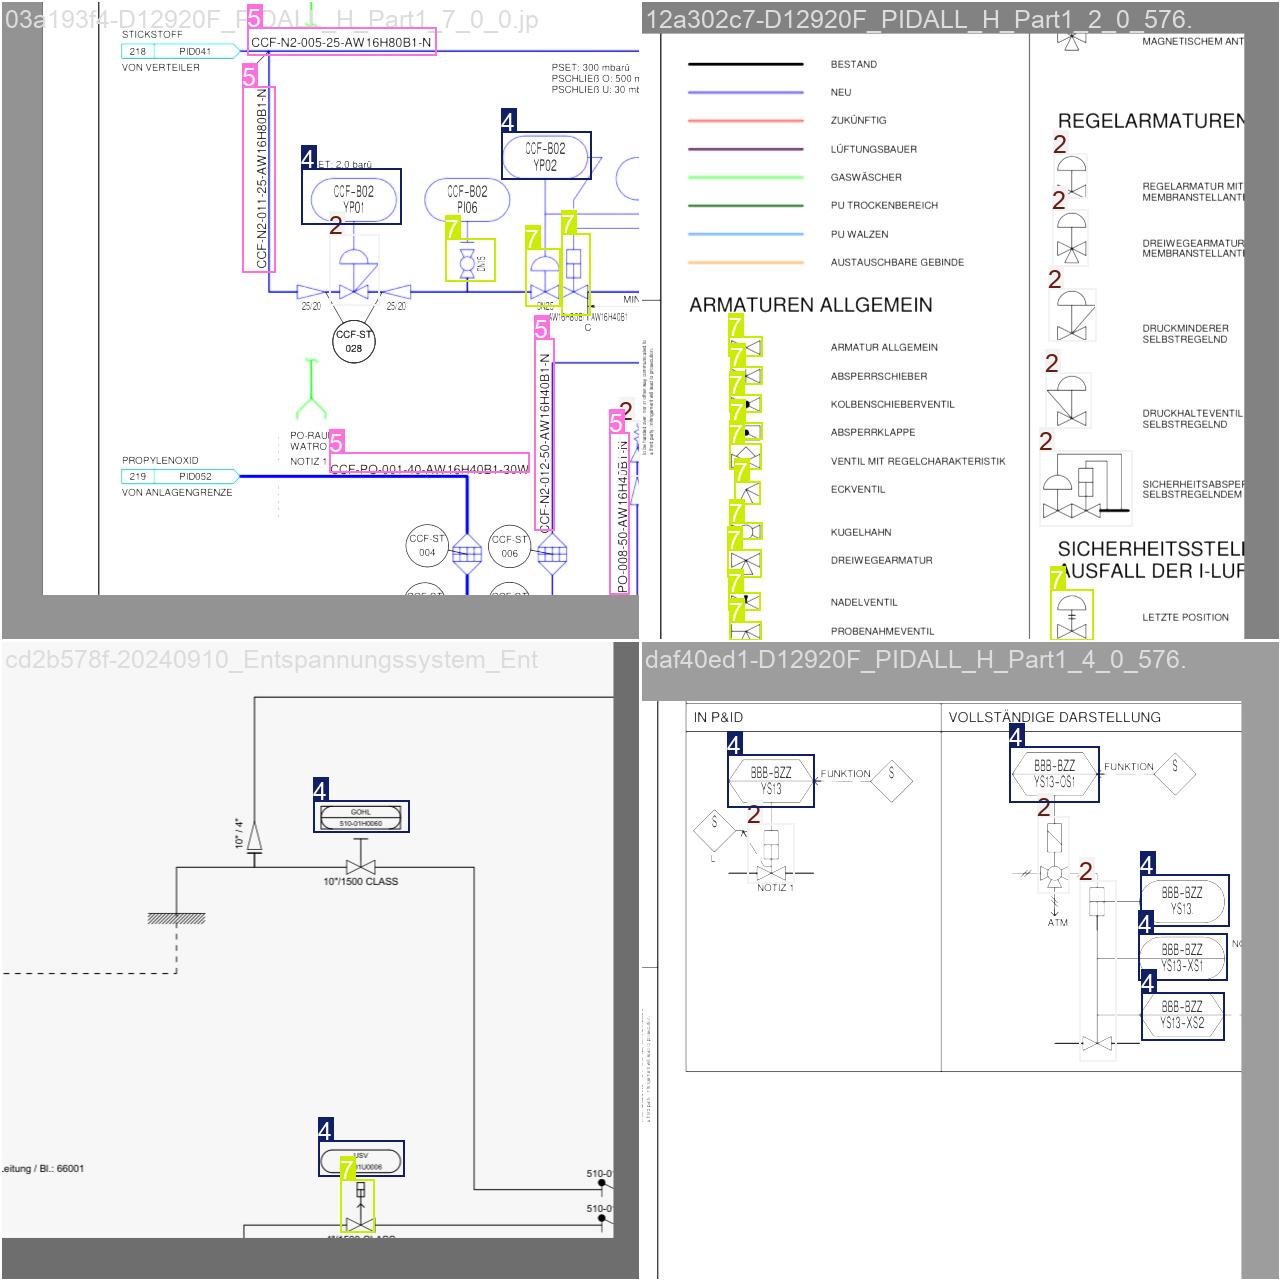 03a193f4-D12920F_PIDALL_H_Part1_7_0_0.jp
STICKSTOFF
218 PID041
VON VERTEILER
5
CCF-N2-005-25-AW16H80B1-N
5
CCF-N2-011-25-AW16H80B1-N
PSET: 300 mbarü
PSCHLIEß O: 500 m
PSCHLIEß U: 30 mb
4
ET: 2,0 barü
CCF-B02
YP01
2
CCF-B02
PI06
4
CCF-B02
YP02
7
DN15
7
7
25/20
25/20
DN25
MIN
C
CCF-ST
028
5
CCF-N2-012-50-AW16H40B1-N
2
5
PO-008-50-AW16H40B1-N
NOTIZ 1
5
CCF-PO-001-40-AW16H40B1-30W
PROPYLENOXID
219 PID052
VON ANLAGENGRENZE
CCF-ST
004
CCF-ST
006
12a302c7-D12920F_PIDALL_H_Part1_2_0_576.
MAGNETISCHEM ANT
BESTAND
NEU
ZUKÜNFTIG
LÜFTUNGSBAUER
GASWÄSCHER
PU TROCKENBEREICH
PU WALZEN
AUSTAUSCHBARE GEBINDE
ARMATUREN ALLGEMEIN
7
ARMATUR ALLGEMEIN
7
ABSPERRSCHIEBER
7
KOLBENSCHIEBERVENTIL
7
ABSPERRKLAPPE
7
VENTIL MIT REGELCHARAKTERISTIK
7
ECKVENTIL
7
KUGELHAHN
7
DREIWEGEARMATUR
7
NADELVENTIL
7
PROBENAHMEVENTIL
REGELARMATUREN
2
REGELARMATUR MIT
MEMBRANSTELLANTI
2
DREIWEGEARMATUR
MEMBRANSTELLANTI
2
DRUCKMINDERER
SELBSTREGELND
2
DRUCKHALTEVENTIL
SELBSTREGELND
2
SICHERHEITSABSPER
SELBSTREGELNDEM
SICHERHEITSSTELI
AUSFALL DER I-LUF
7
LETZTE POSITION
cd2b578f-20240910_Entspannungssystem_Ent
10" / 4"
4
GOHL
510-01H0060
10"/1500 CLASS
4
USV
01U0006
7
eitung / Bl.: 66001
510-0
510-0
4"/1500 CLASS
daf40ed1-D12920F_PIDALL_H_Part1_4_0_576.
IN P&ID
VOLLSTÄNDIGE DARSTELLUNG
4
BBB-BZZ
YS13
FUNKTION
S
2
S
L
NOTIZ 1
4
BBB-BZZ
YS13-OS1
FUNKTION
S
2
ATM
2
4
BBB-BZZ
YS13
4
BBB-BZZ
YS13-XS1
4
BBB-BZZ
YS13-XS2